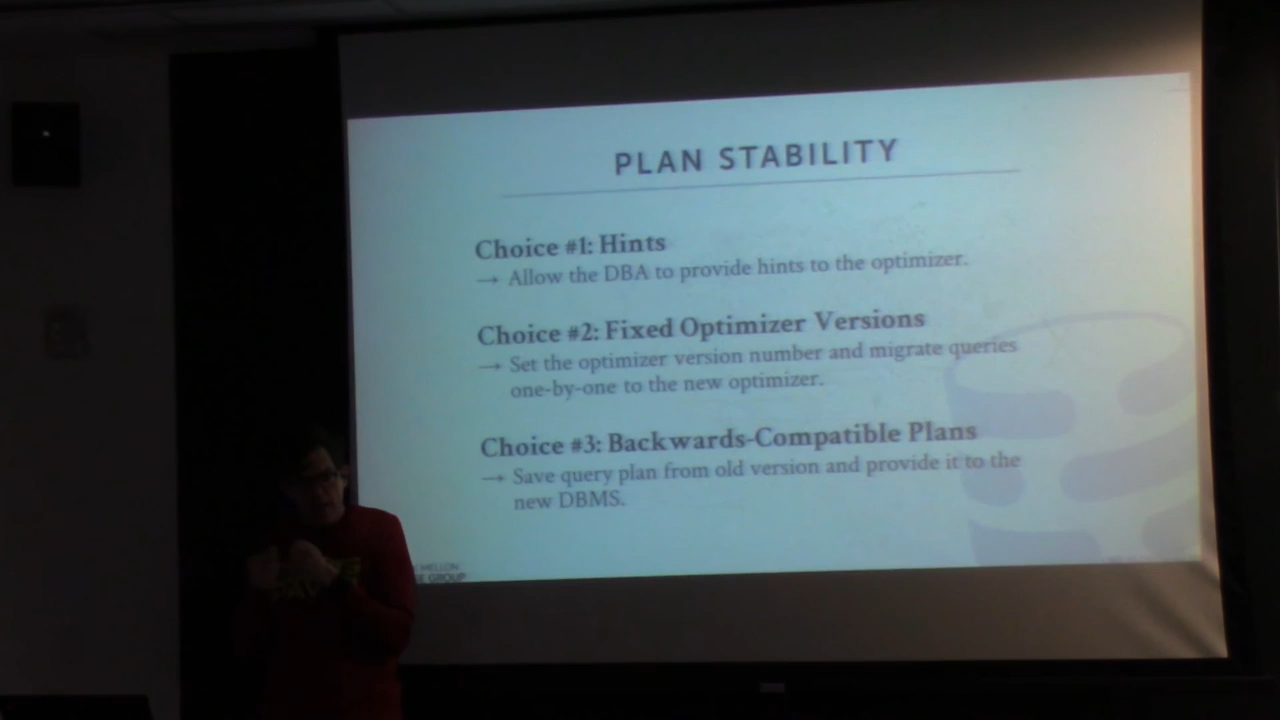 PLAN STABILITY
Choice #1: Hints
→ Allow the DBA to provide hints to the optimizer.
Choice #2: Fixed Optimizer Versions
→ Set the optimizer version number and migrate queries
one-by-one to the new optimizer.
Choice #3: Backwards-Compatible Plans
→ Save query plan from old version and provide it to the
new DBMS.
MELLON
GROUP